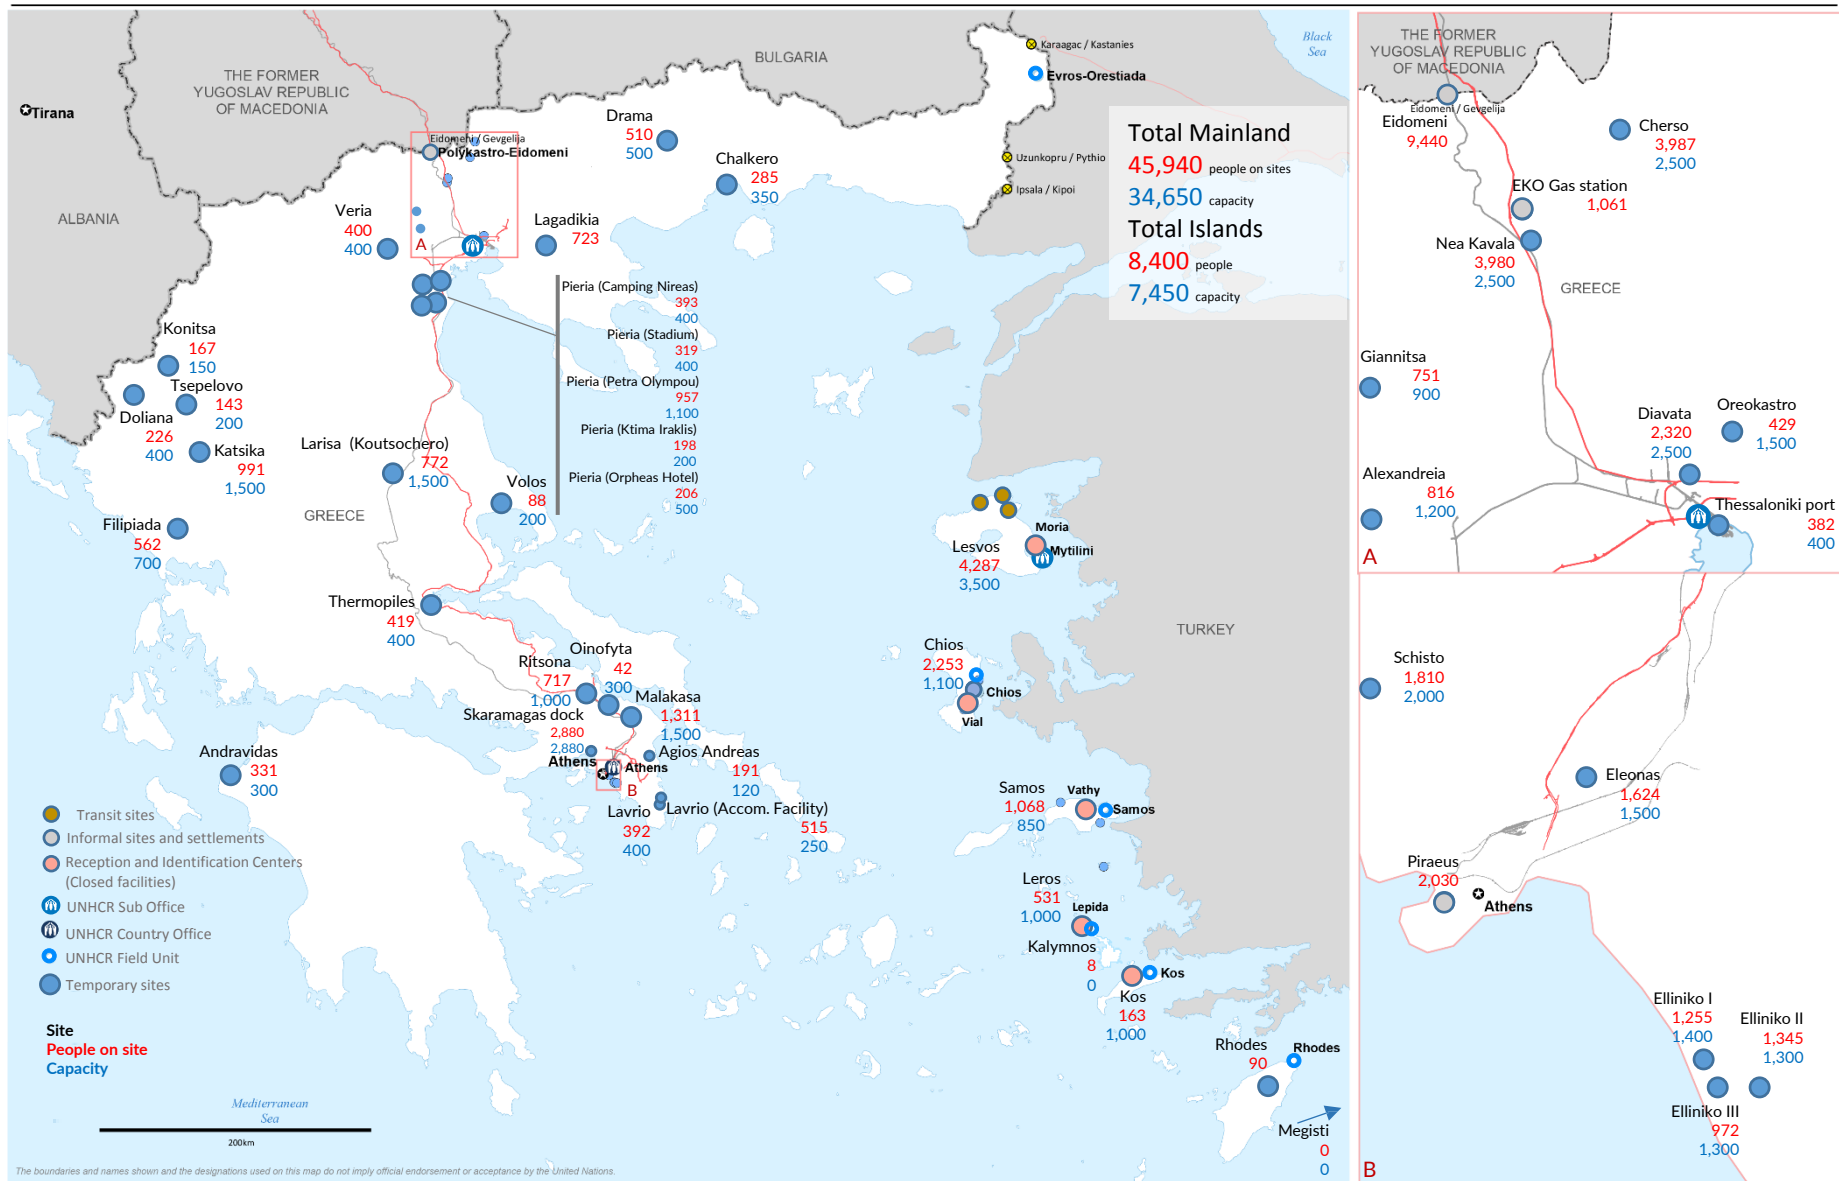 THE FORMER
YUGOSLAV REPUBLIC
OF MACEDONIA
BULGARIA
Black
Sea
Tirana
ALBANIA
GREECE
TURKEY
Karaagac / Kastanies
Evros-Orestiada
Uzunkopru / Pythio
Ipsala / Kipoi
Eidomeni / Gevgelija
Polykastro-Eidomeni
A
Drama
510
500
Chalkero
285
350
Veria
400
400
Lagadikia
723
Total Mainland
45,940 people on sites
34,650 capacity
Total Islands
8,400 people
7,450 capacity
Pieria (Camping Nireas)
393
400
Pieria (Stadium)
319
400
Pieria (Petra Olympou)
957
1,100
Pieria (Ktima Iraklis)
198
200
Pieria (Orpheas Hotel)
206
500
Konitsa
167
150
Tsepelovo
143
200
Doliana
226
400
Katsika
991
1,500
Larisa (Koutsochero)
772
1,500
Volos
88
200
Filipiada
562
700
Thermopiles
419
400
Oinofyta
42
300
Ritsona
717
1,000
Malakasa
1,311
1,500
Skaramagas dock
2,880
2,880
Agios Andreas
191
120
Athens
Athens
B
Lavrio
392
400
Lavrio (Accom. Facility)
515
250
Andravidas
331
300
Moria
Mytilini
Lesvos
4,287
3,500
Chios
2,253
1,100
Chios
Vial
Samos
1,068
850
Vathy
Samos
Leros
531
1,000
Lepida
Kalymnos
8
0
Kos
Kos
163
1,000
Rhodes
90
Rhodes
Megisti
0
0
Transit sites
Informal sites and settlements
Reception and Identification Centers
(Closed facilities)
UNHCR Sub Office
UNHCR Country Office
UNHCR Field Unit
Temporary sites
Site
People on site
Capacity
Mediterranean
Sea
200km
The boundaries and names shown and the designations used on this map do not imply official endorsement or acceptance by the United Nations.
THE FORMER
YUGOSLAV REPUBLIC
OF MACEDONIA
Eidomeni / Gevgelija
Eidomeni
9,440
Cherso
3,987
2,500
EKO Gas station
1,061
Nea Kavala
3,980
2,500
GREECE
Giannitsa
751
900
Diavata
2,320
2,500
Oreokastro
429
1,500
Alexandreia
816
1,200
Thessaloniki port
382
400
A
Schisto
1,810
2,000
Eleonas
1,624
1,500
Piraeus
2,030
Athens
Elliniko I
1,255
1,400
Elliniko II
1,345
1,300
Elliniko III
972
1,300
B